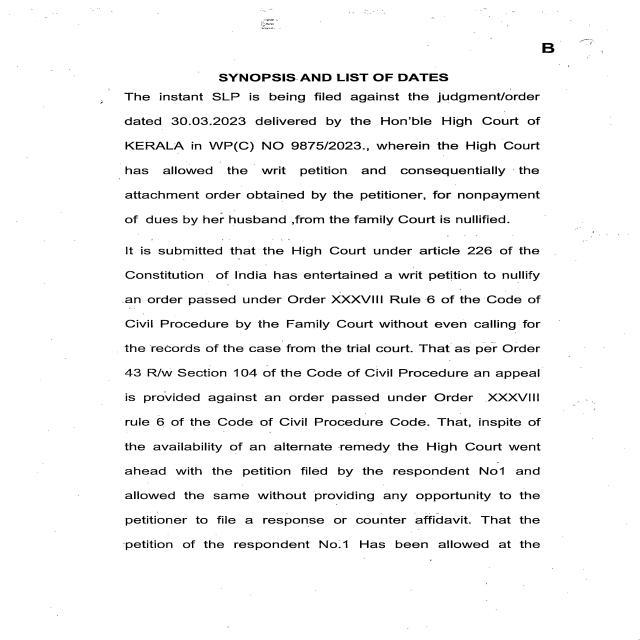 B
SYNOPSIS AND LIST OF DATES
The instant SLP is being filed against the judgment/order
dated 30.03.2023 delivered by the Hon'ble High Court of
KERALA in WP(C) NO 9875/2023., wherein the High Court
has allowed the writ petition and consequentially the
attachment order obtained by the petitioner, for nonpayment
of dues by her husband ,from the family Court is nullified.
It is submitted that the High Court under article 226 of the
Constitution of India has entertained a writ petition to nullify
an order passed under Order XXXVIII Rule 6 of the Code of
Civil Procedure by the Family Court without even calling for
the records of the case from the trial court. That as per Order
43 R/w Section 104 of the Code of Civil Procedure an appeal
is provided against an order passed under Order XXXVIII
rule 6 of the Code of Civil Procedure Code. That, inspite of
the availability of an alternate remedy the High Court went
ahead with the petition filed by the respondent No1 and
allowed the same without providing any opportunity to the
petitioner to file a response or counter affidavit. That the
petition of the respondent No.1 Has been allowed at the